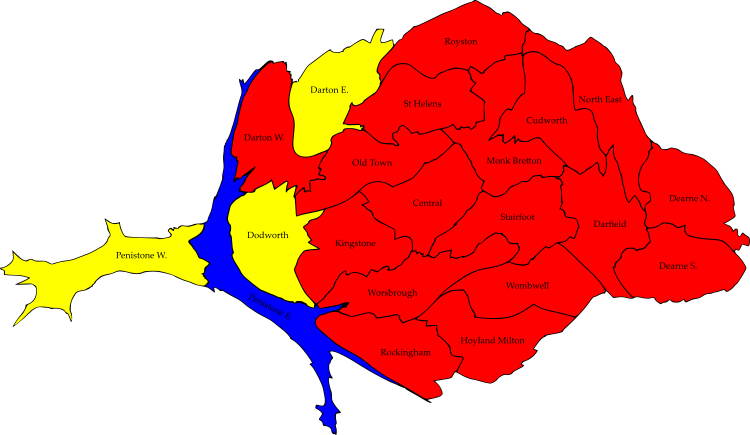 Royston
Darton E.
St Helens
North East
Cudworth
Darton W.
Old Town
Monk Bretton
Dearne N.
Central
Stairfoot
Darfield
Dodworth
Kingstone
Penistone W.
Dearne S.
Worsbrough
Wombwell
Penistone E.
Hoyland Milton
Rockingham